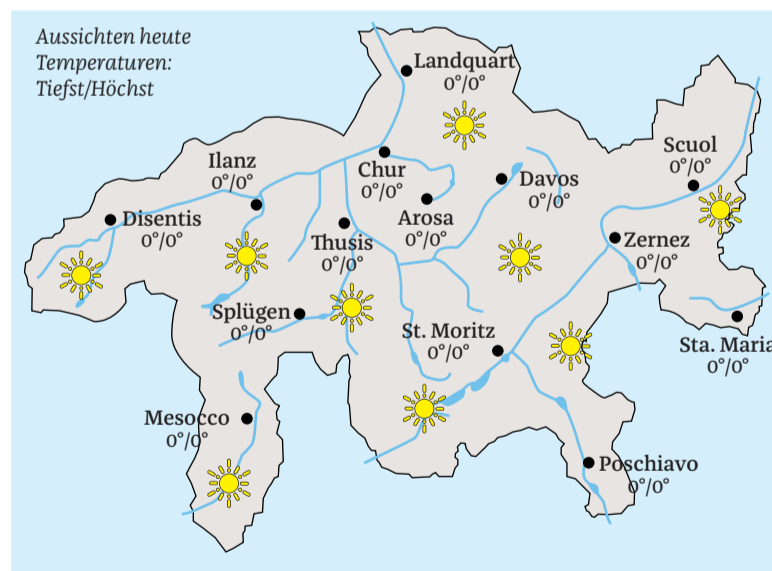 Aussichten heute
Temperaturen:
Tiefst/Höchst
Landquart
0°/0°
Scuol
0°/0°
Ilanz
0°/0°
Chur
0°/0°
Davos
0°/0°
Disentis
0°/0°
Arosa
0°/0°
Thusis
0°/0°
Zernez
0°/0°
Splügen
0°/0°
St. Moritz
0°/0°
Sta. Maria
0°/0°
Mesocco
0°/0°
Poschiavo
0°/0°